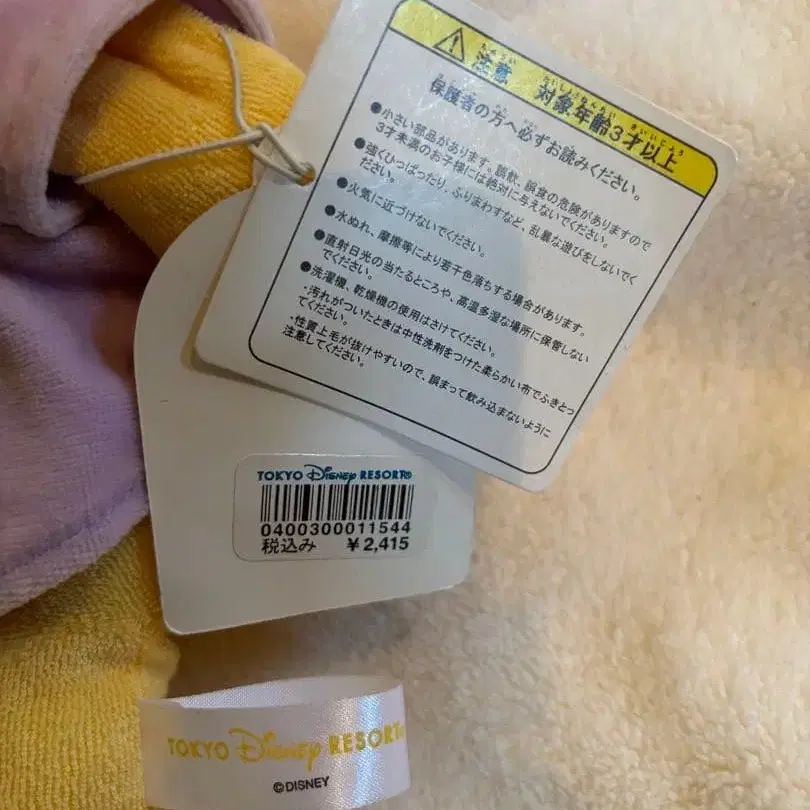 注意 対象年齢3才以上
保護者の方へ必ずお読みください。
●小さい部品があります。誤飲、誤食の危険がありますので
3才未満のお子様には絶対に与えないでください。
●強くひっぱったり、ふりまわすなど、乱暴な遊びをしないでく
ださい。
●火気に近づけないでください。
●水ぬれ、摩擦等により若干色落ちする場合があります。
●直射日光の当たるところや、高温多湿な場所に保管しない
でください。
●洗濯機、乾燥機の使用はさけてください。
・汚れがついたときは中性洗剤をつけた柔らかい布でふきとっ
てください。
・性質上毛が抜けやすいので、誤まって飲み込まないように
注意してください。
TOKYO Disney RESORT®
0400300011544
税込み ¥2,415
TOKYO Disney RESORT®
©DISNEY